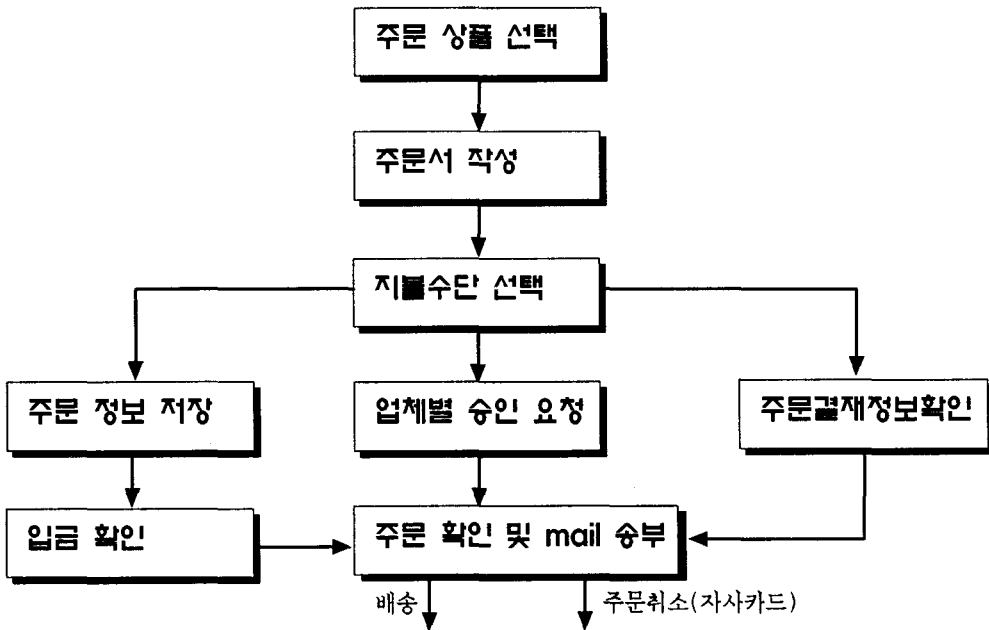 주문 상품 선택
주문서 작성
지불수단 선택
주문 정보 저장
업체별 승인 요청
주문결재정보확인
입금 확인
주문 확인 및 mail 송부
배송
주문취소(자사카드)